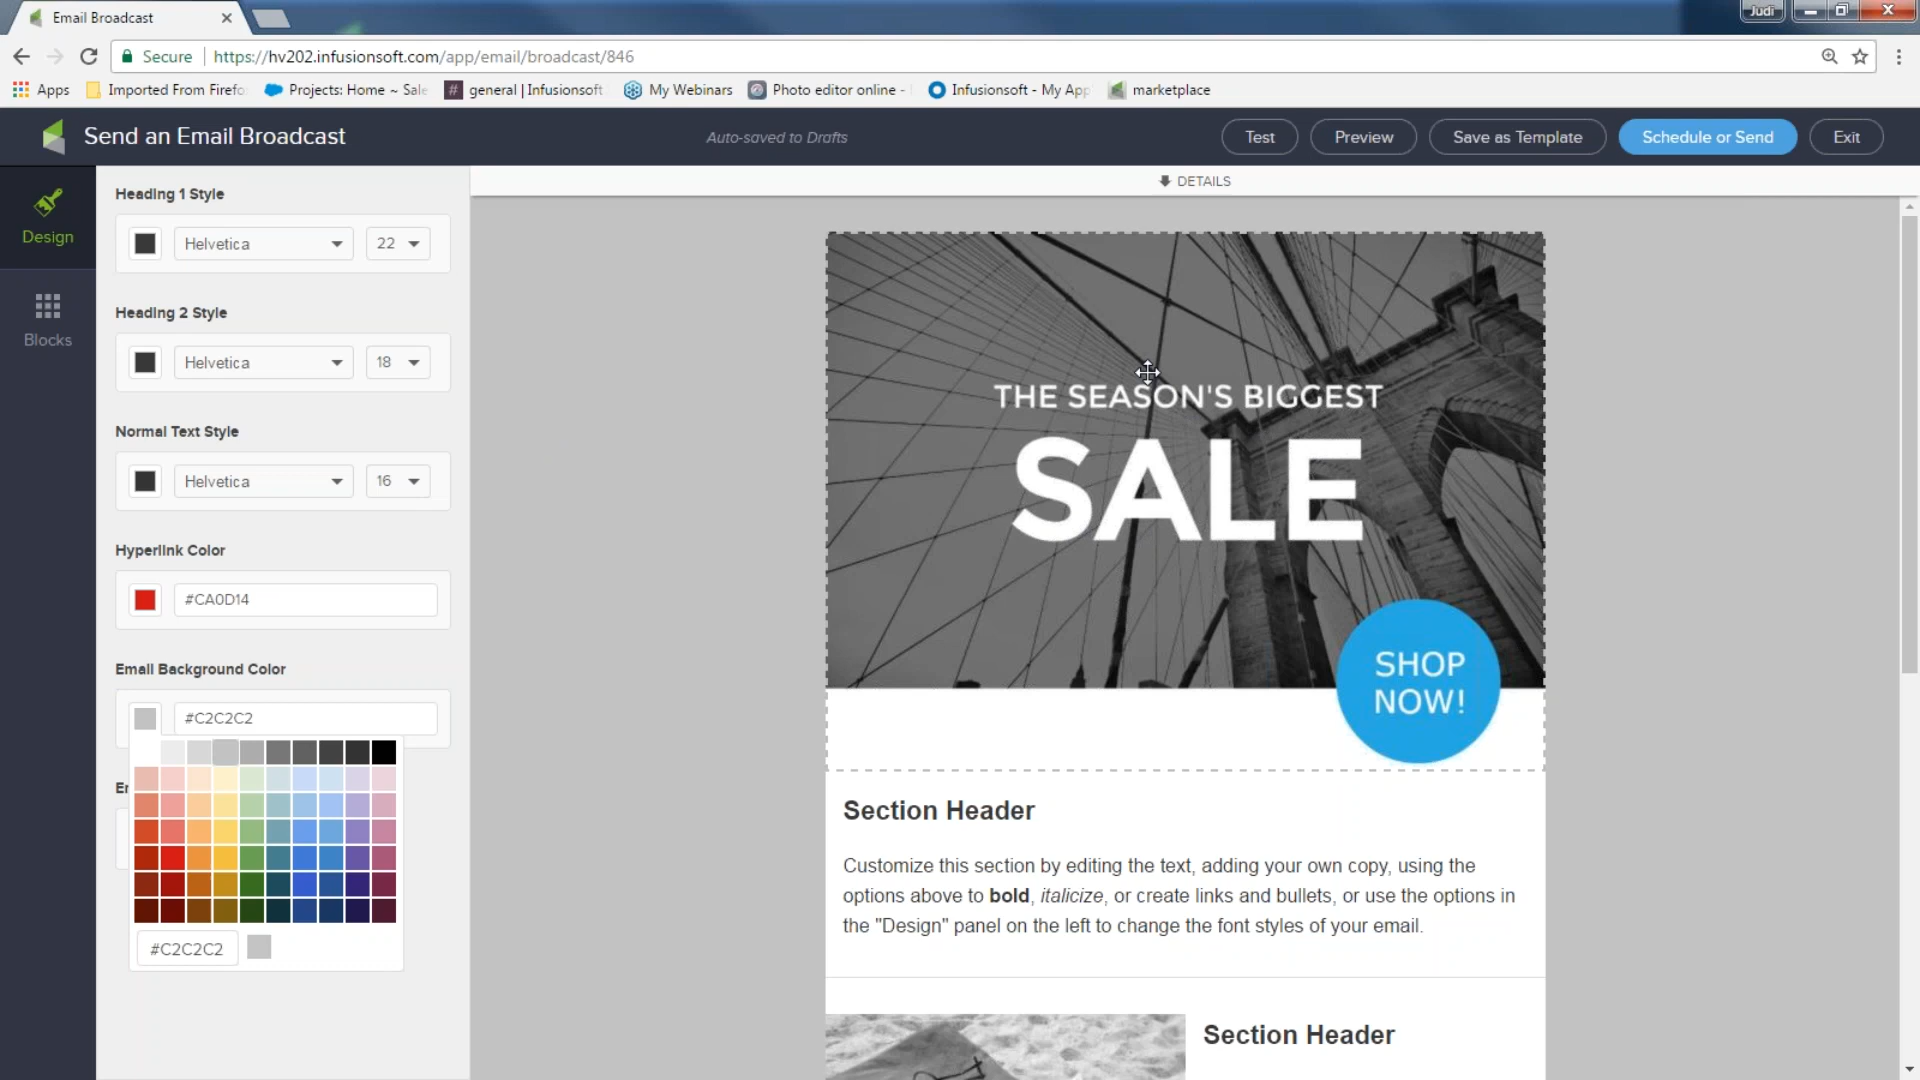 Email Broadcast
Judi
Secure
https://hv202.infusionsoft.com/app/email/broadcast/846
Apps
Imported From Firefo
Projects: Home ~ Sale
# general | Infusionsoft
My Webinars
Photo editor online -
Infusionsoft - My App
marketplace
Send an Email Broadcast
Auto-saved to Drafts
Test
Preview
Save as Template
Schedule or Send
Exit
DETAILS
Design
Blocks
Heading 1 Style
Helvetica
22
Heading 2 Style
Helvetica
18
Normal Text Style
Helvetica
16
Hyperlink Color
#CA0D14
Email Background Color
#C2C2C2
#C2C2C2
THE SEASON'S BIGGEST
SALE
SHOP
NOW!
Section Header
Customize this section by editing the text, adding your own copy, using the
options above to bold, italicize, or create links and bullets, or use the options in
the "Design" panel on the left to change the font styles of your email.
Section Header